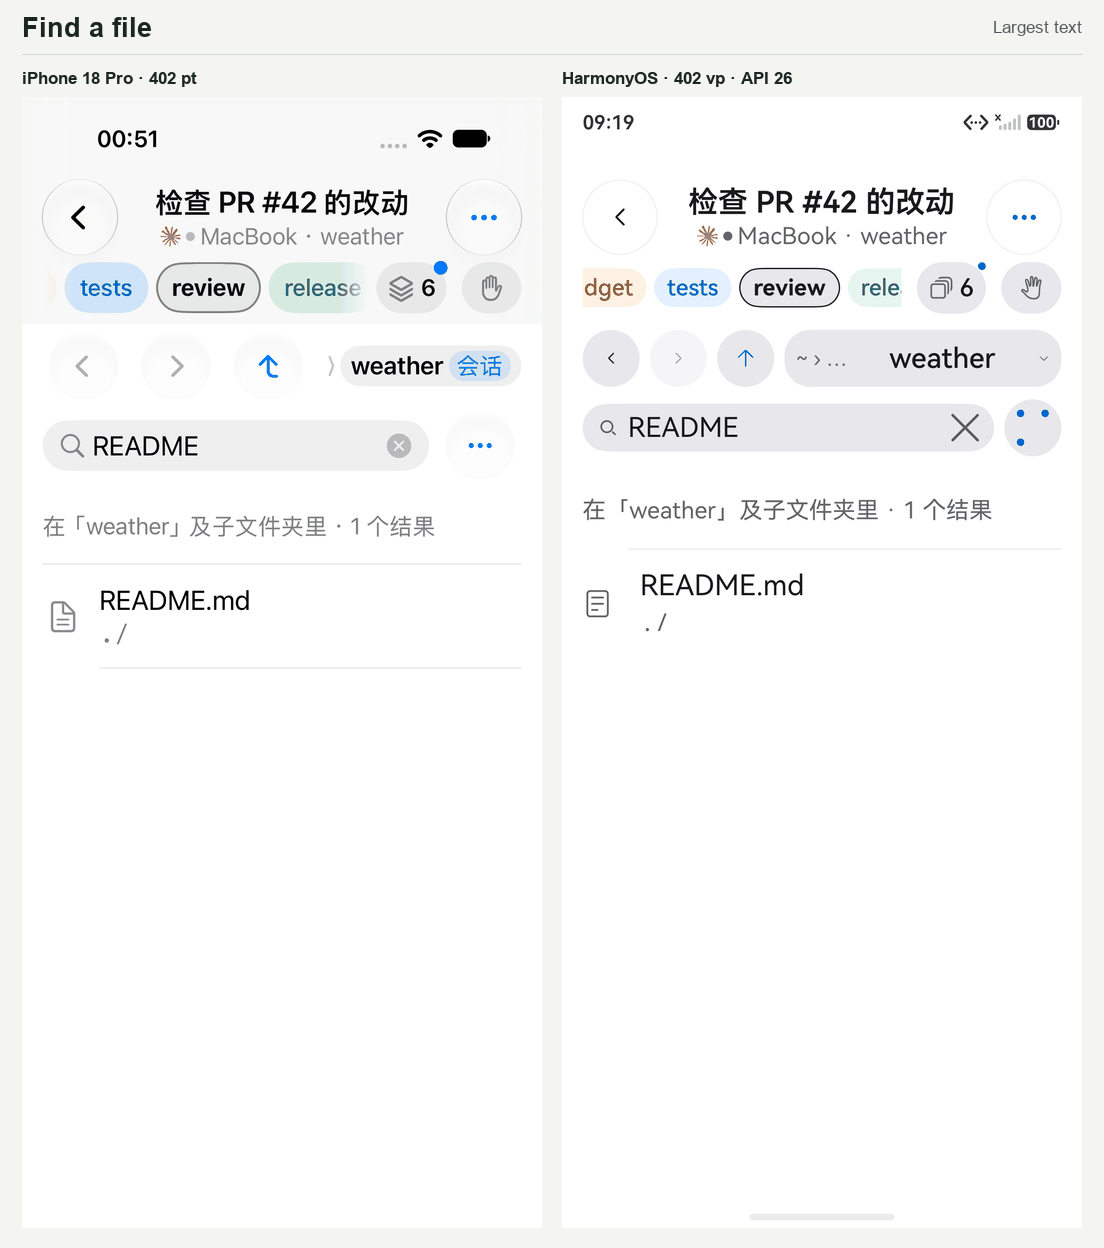 Find a file
Largest text
iPhone 18 Pro · 402 pt
00:51
检查 PR #42 的改动
MacBook · weather
tests review release 6
weather 会话
README
在「weather」及子文件夹里 · 1 个结果
README.md
./
HarmonyOS · 402 vp · API 26
09:19
100
检查 PR #42 的改动
MacBook · weather
dget tests review rele 6
~ › ... weather
README
在「weather」及子文件夹里 · 1 个结果
README.md
./